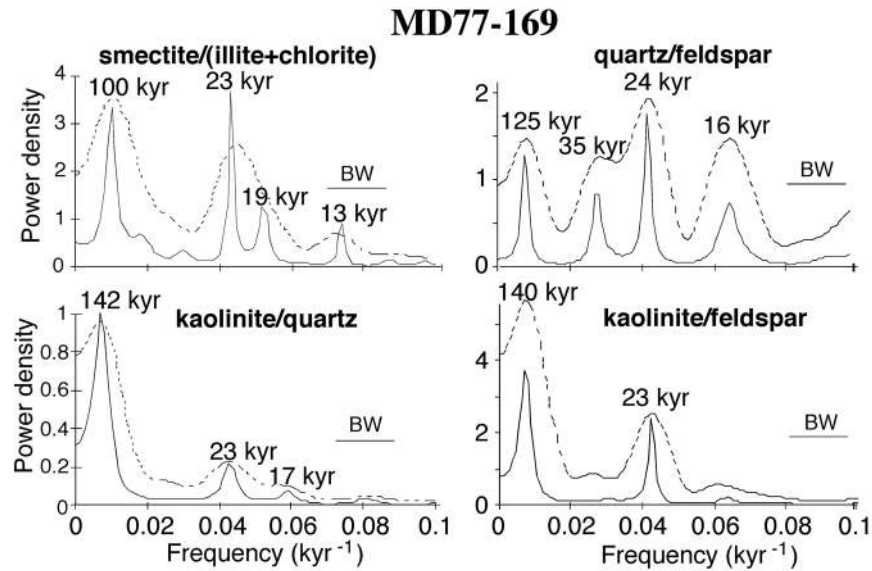 MD77-169
smectite/(illite+chlorite)
Power density
4
3
2
1
0
100 kyr
23 kyr
19 kyr
13 kyr
BW
quartz/feldspar
2
1
0
125 kyr
35 kyr
24 kyr
16 kyr
BW
kaolinite/quartz
Power density
1.0
0.8
0.6
0.4
0.2
0
142 kyr
23 kyr
17 kyr
BW
0 0.02 0.04 0.06 0.08 0.1
Frequency (kyr -1)
kaolinite/feldspar
4
2
0
140 kyr
23 kyr
BW
0 0.02 0.04 0.06 0.08 0.1
Frequency (kyr -1)